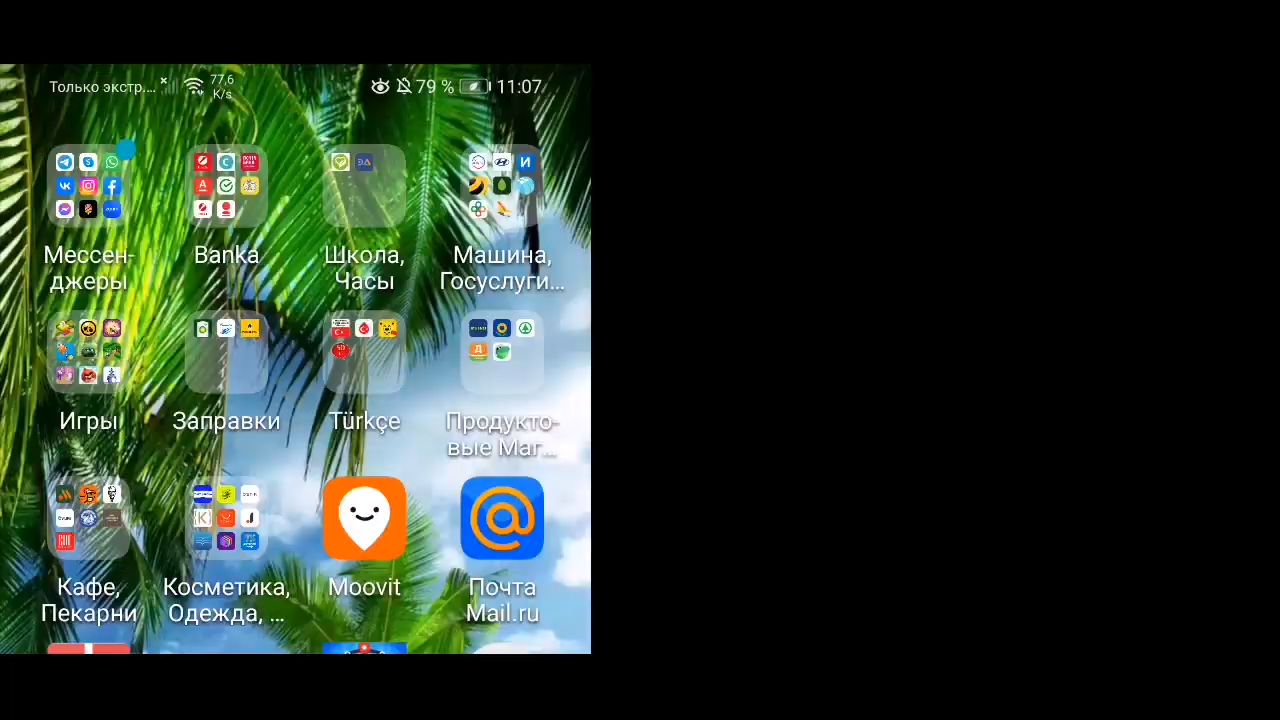 Только экстр.... 77,6 79 % 11:07
K/s
Мессен- Banka Школа, Машина,
джеры Часы Госуслуги...
Игры Заправки Türkçe Продукто-
вые Маг...
Кафе, Косметика, Moovit Почта
Пекарни Одежда, ... Mail.ru